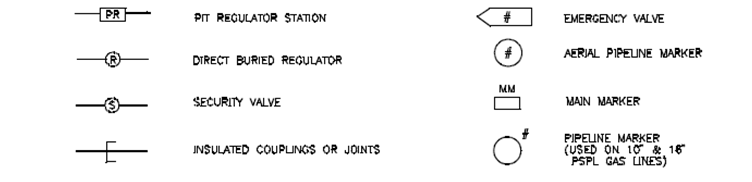 PR PIT REGULATOR STATION
R DIRECT BURIED REGULATOR
S SECURITY VALVE
INSULATED COUPLINGS OR JOINTS
# EMERGENCY VALVE
# AERIAL PIPELINE MARKER
MM
MAIN MARKER
# PIPELINE MARKER
(USED ON 10" & 16"
PSPL GAS LINES)